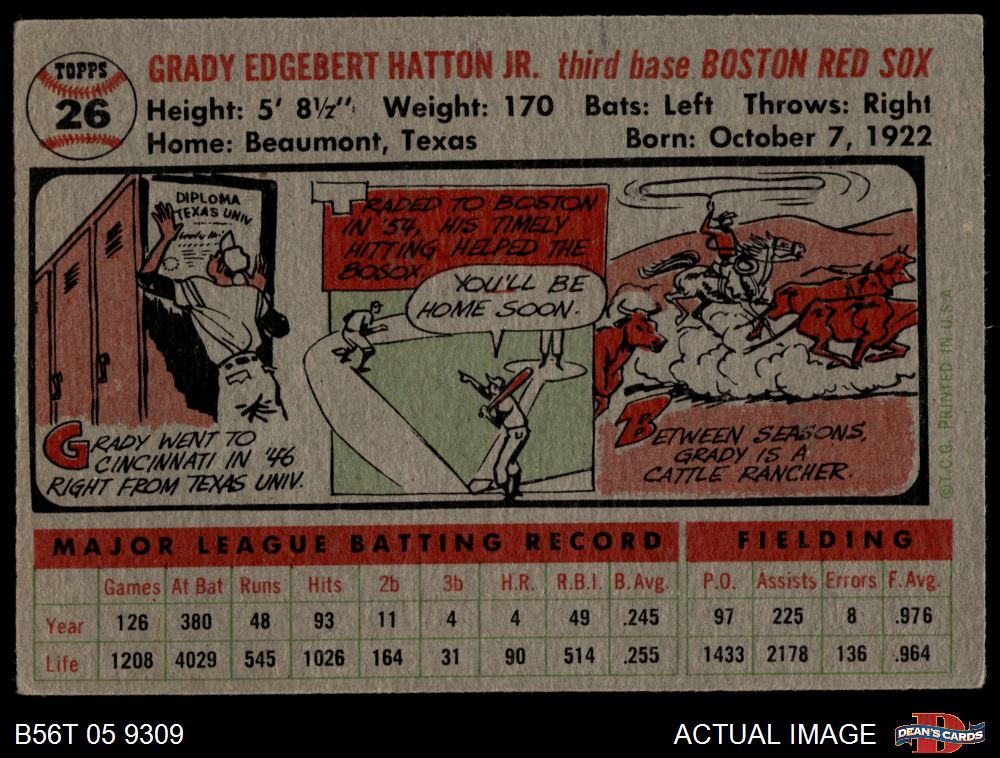 TOPPS
26
GRADY EDGEBERT HATTON JR. third base BOSTON RED SOX
Height: 5' 8½" Weight: 170 Bats: Left Throws: Right
Home: Beaumont, Texas Born: October 7, 1922
DIPLOMA
TEXAS UNIV.
GRADY WENT TO
CINCINNATI IN '46
RIGHT FROM TEXAS UNIV.
TRADED TO BOSTON
IN '54, HIS TIMELY
HITTING HELPED THE
BOSOX.
YOU'LL BE
HOME SOON.
BETWEEN SEASONS,
GRADY IS A
CATTLE RANCHER.
©T.C.G. PRINTED IN U.S.A.
MAJOR LEAGUE BATTING RECORD FIELDING
Games At Bat Runs Hits 2b 3b H.R. R.B.I. B.Avg. P.O. Assists Errors F.Avg.
Year 126 380 48 93 11 4 4 49 .245 97 225 8 .976
Life 1208 4029 545 1026 164 31 90 514 .255 1433 2178 136 .964
B56T 05 9309 ACTUAL IMAGE DEAN'S CARDS